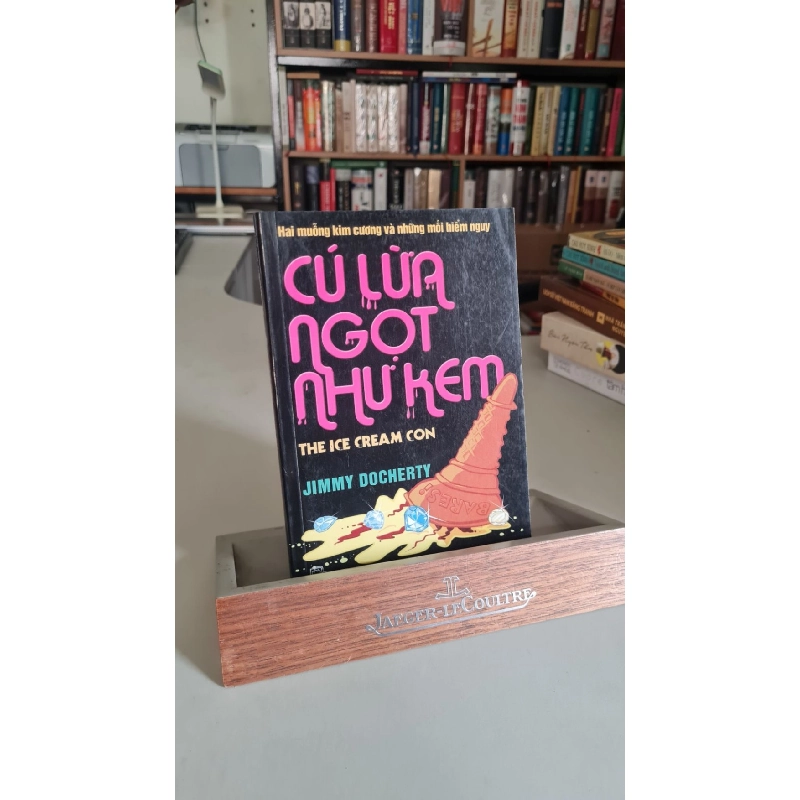 Hai muỗng kim cương và những mối hiểm nguy
CÚ LỪA
NGỌT
NHƯ KEM
THE ICE CREAM CON
JIMMY DOCHERTY
BARES
JAEGER-LECOULTRE